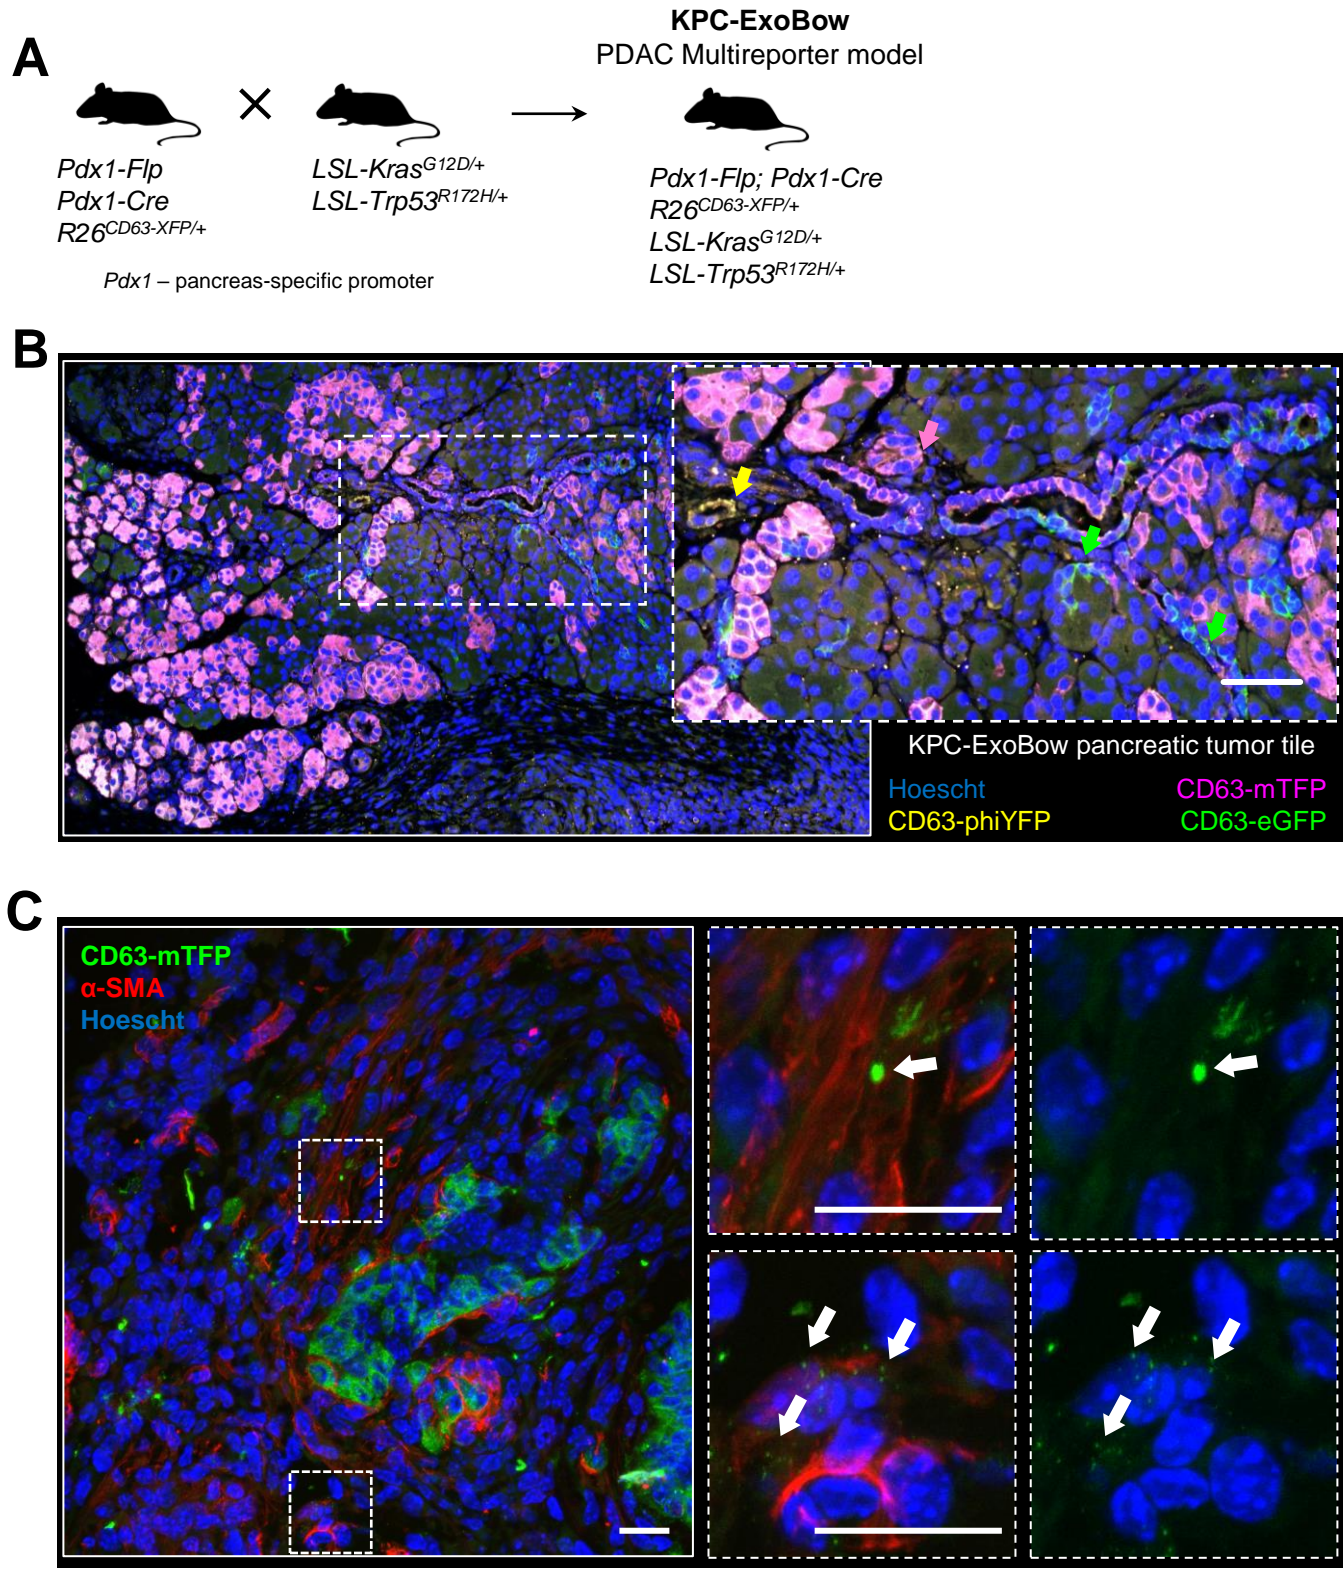 A
KPC-ExoBow
PDAC Multireporter model
Pdx1-Flp
Pdx1-Cre
R26CD63-XFP/+
LSL-KrasG12D/+
LSL-Trp53R172H/+
Pdx1-Flp; Pdx1-Cre
R26CD63-XFP/+
LSL-KrasG12D/+
LSL-Trp53R172H/+
Pdx1 – pancreas-specific promoter
B
KPC-ExoBow pancreatic tumor tile
Hoescht
CD63-mTFP
CD63-phiYFP
CD63-eGFP
C
CD63-mTFP
α-SMA
Hoescht